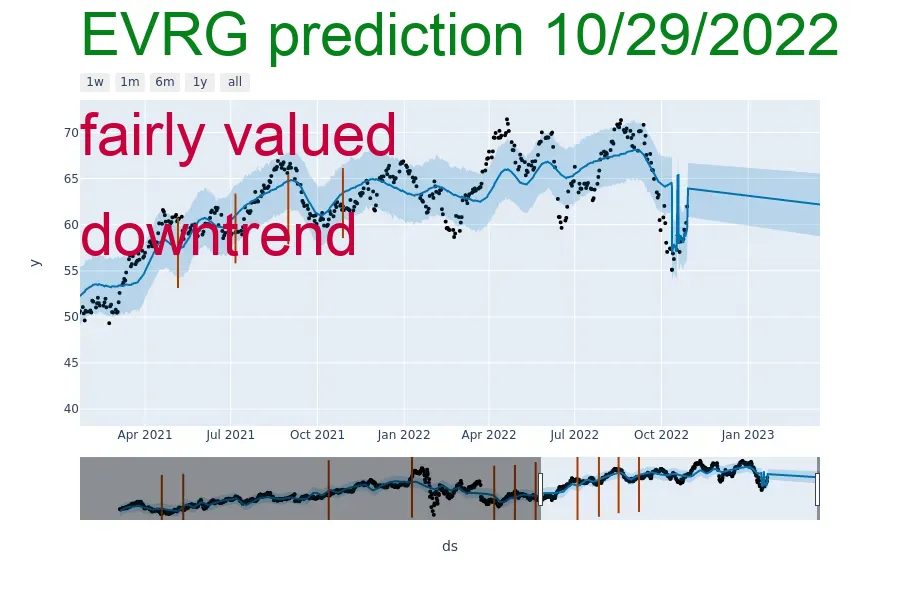 EVRG prediction 10/29/2022
1w 1m 6m 1y all
fairly valued
downtrend
70
65
60
55
50
45
40
y
Apr 2021 Jul 2021 Oct 2021 Jan 2022 Apr 2022 Jul 2022 Oct 2022 Jan 2023
ds